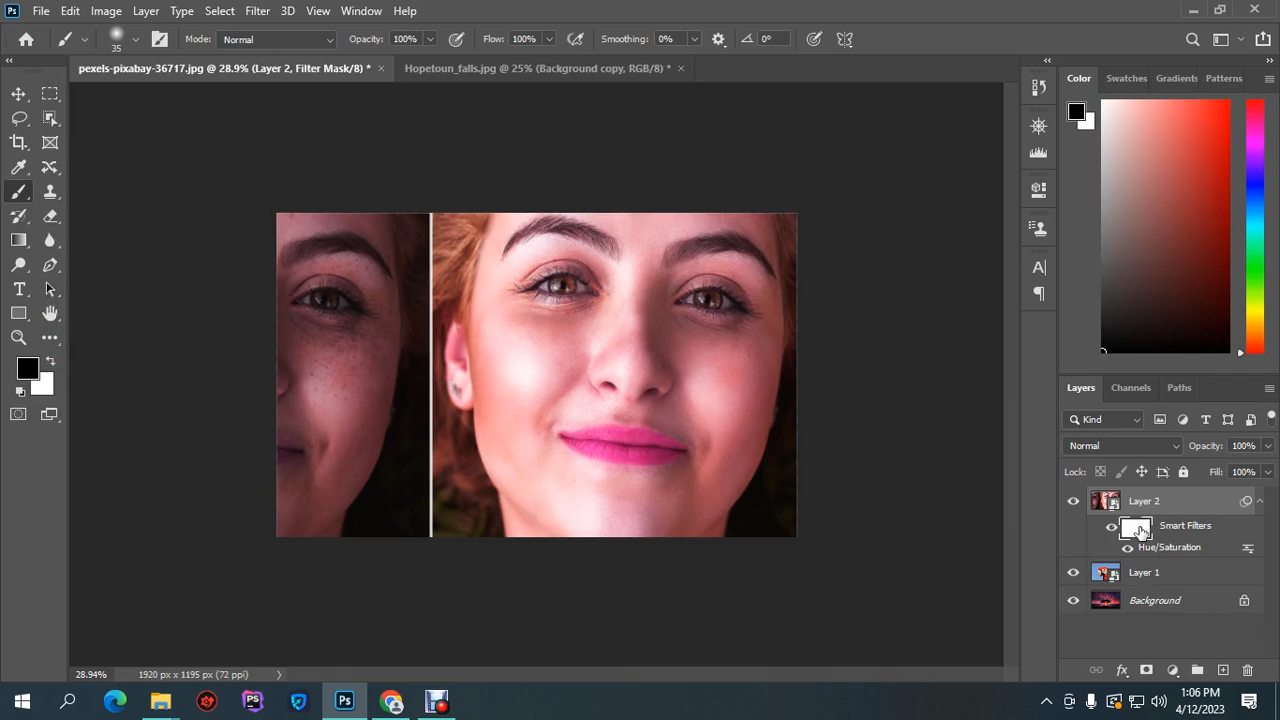 Ps File Edit Image Layer Type Select Filter 3D View Window Help
35 Mode: Normal Opacity: 100% Flow: 100% Smoothing: 0% 0°
pexels-pixabay-36717.jpg @ 28.9% (Layer 2, Filter Mask/8) * × Hopetoun_falls.jpg @ 25% (Background copy, RGB/8) * ×
Color Swatches Gradients Patterns
Layers Channels Paths
Kind
Normal Opacity: 100%
Lock: Fill: 100%
Layer 2
Smart Filters
Hue/Saturation
Layer 1
Background
28.94% 1920 px x 1195 px (72 ppi)
PS Ps 1:06 PM
4/12/2023